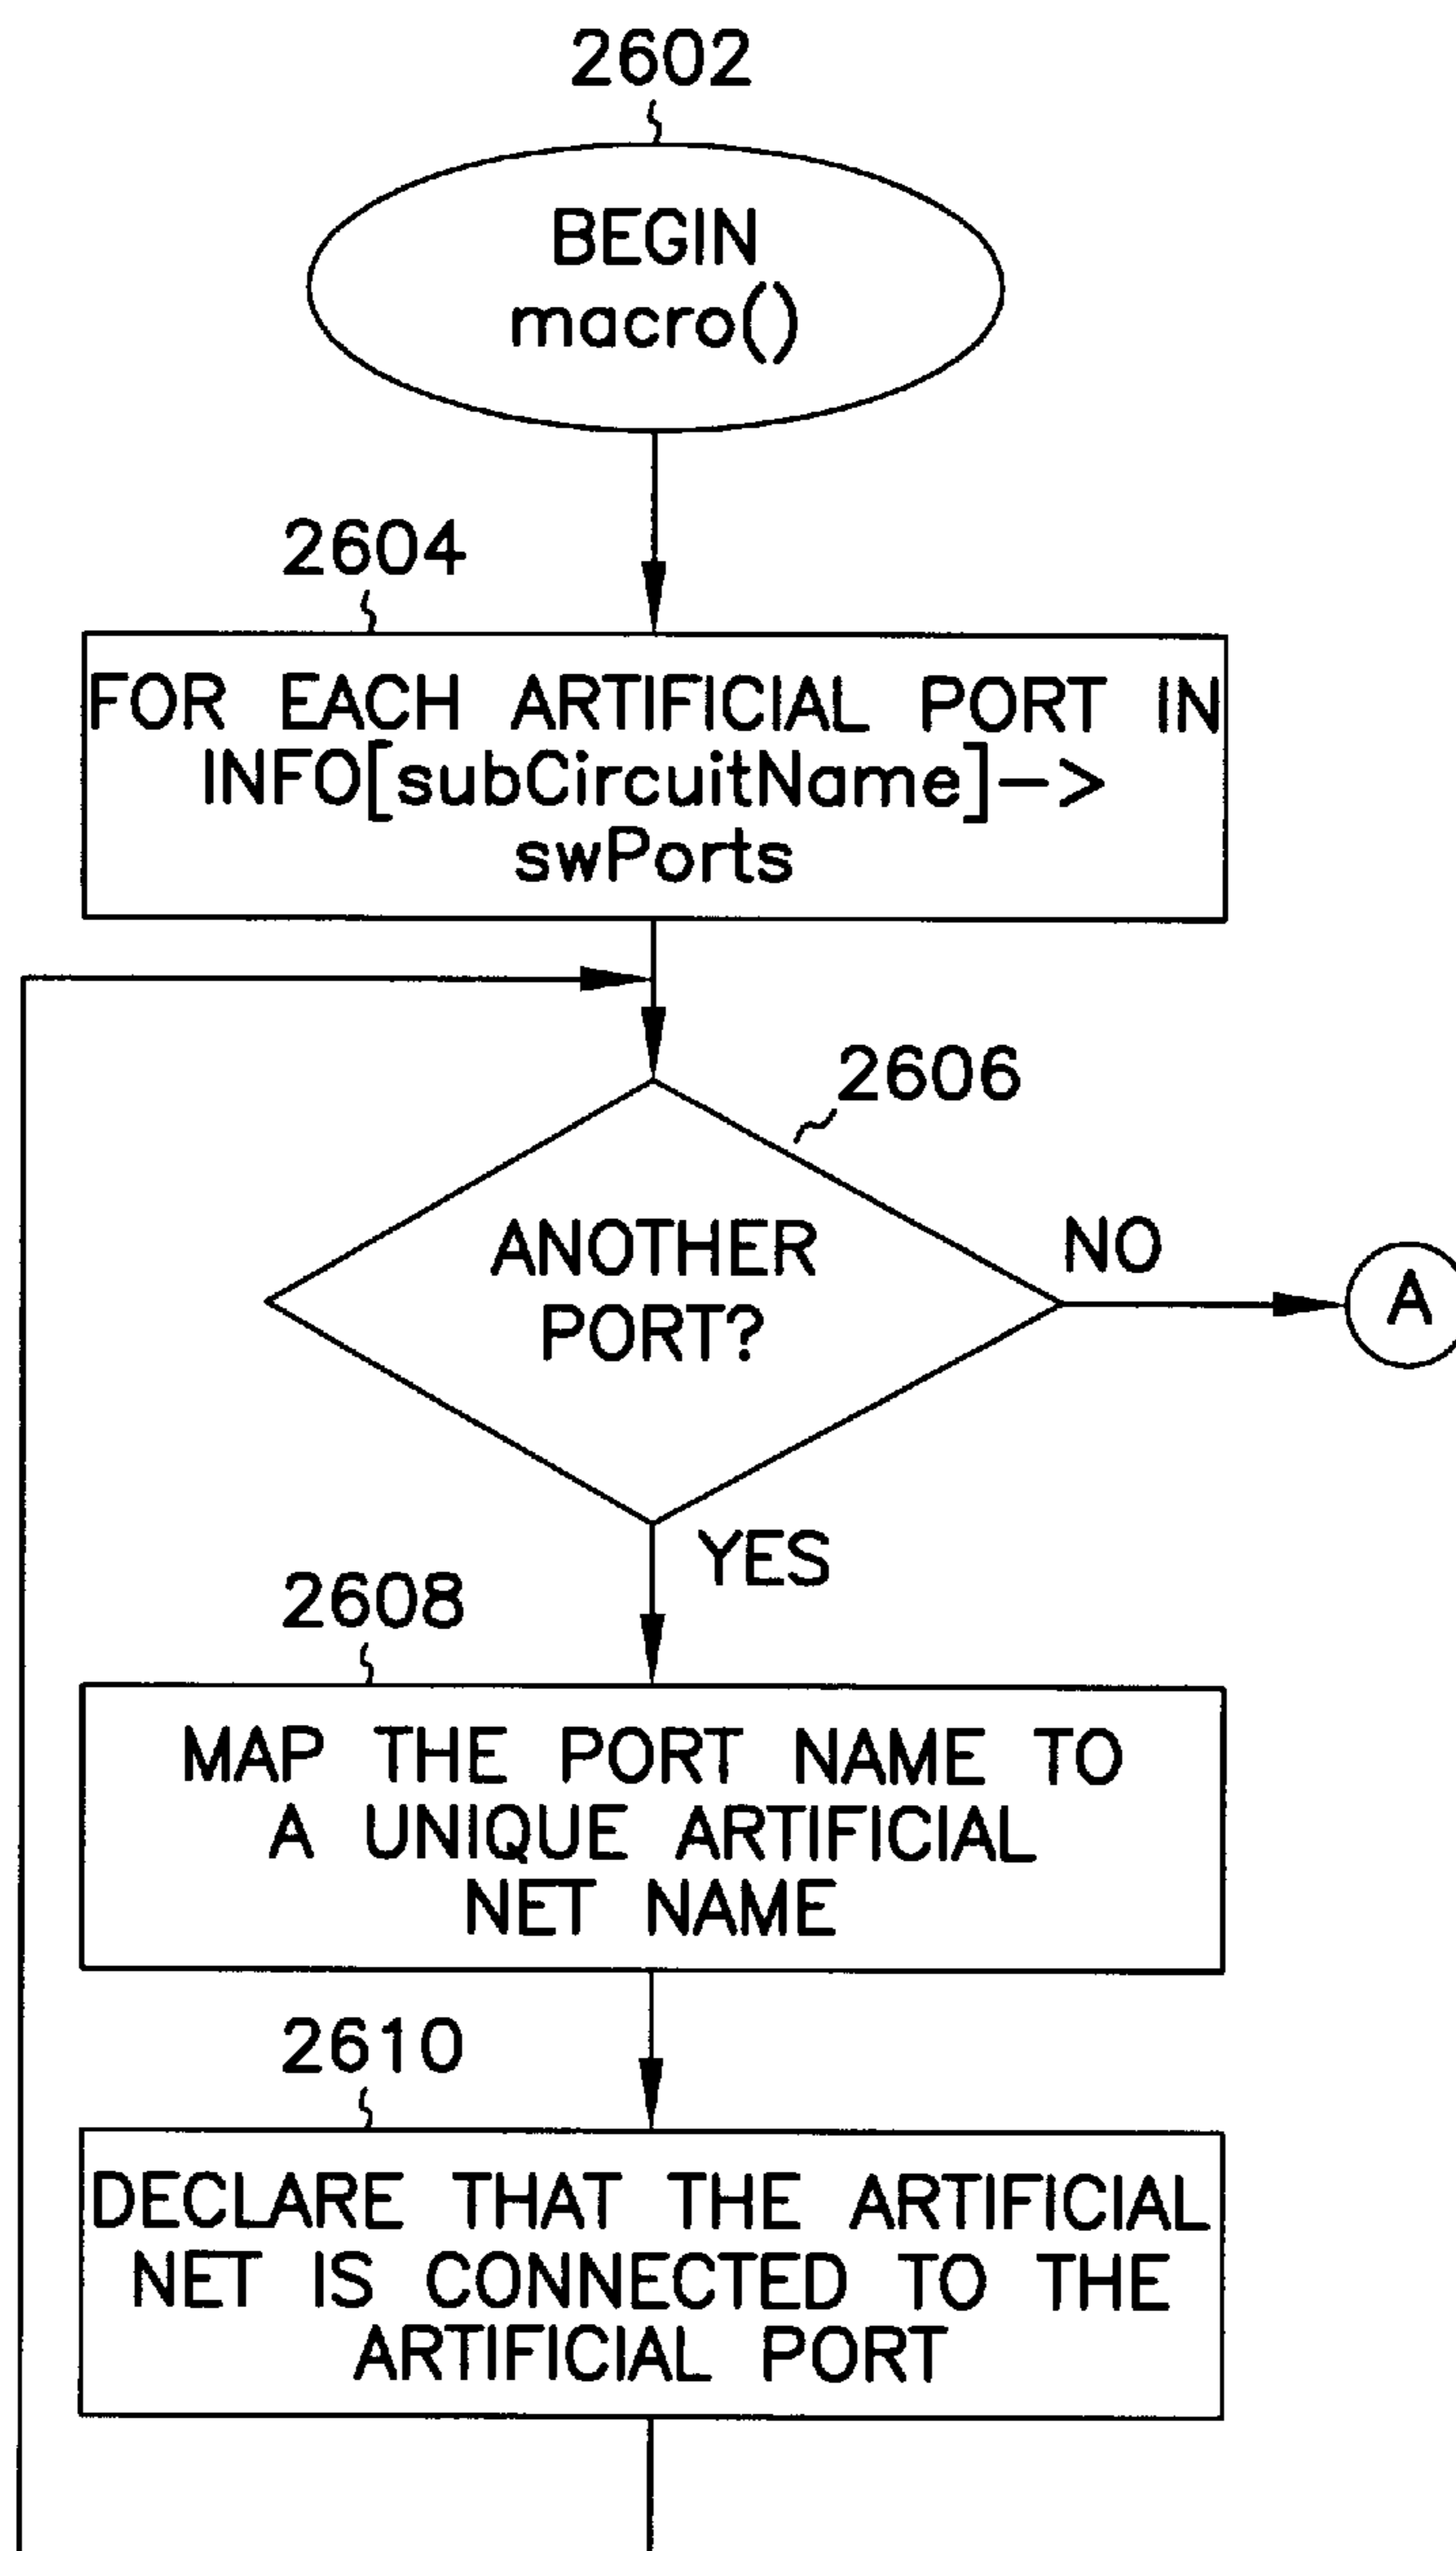 2602
BEGIN
macro()
2604
FOR EACH ARTIFICIAL PORT IN
INFO[subCircuitName]->
swPorts
2606
ANOTHER
PORT?
NO
A
YES
2608
MAP THE PORT NAME TO
A UNIQUE ARTIFICIAL
NET NAME
2610
DECLARE THAT THE ARTIFICIAL
NET IS CONNECTED TO THE
ARTIFICIAL PORT